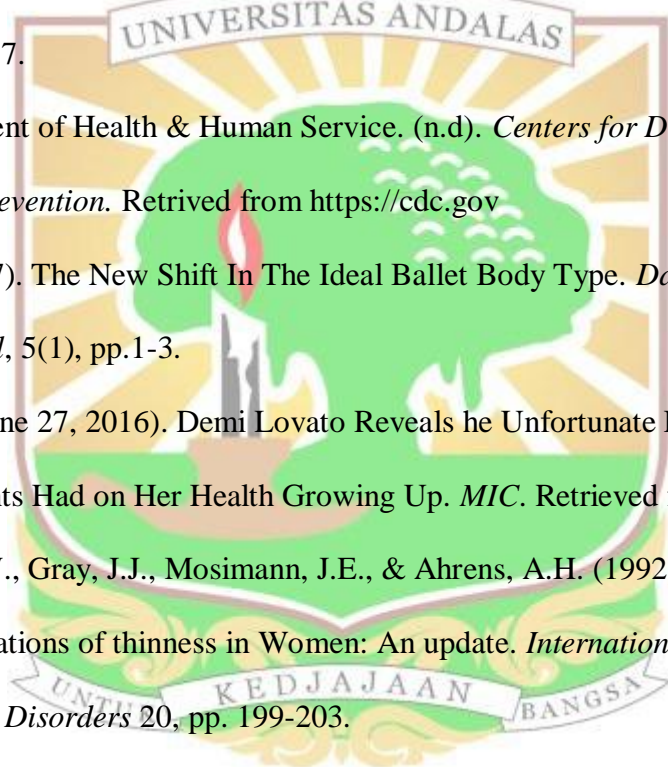 UNIVERSITAS ANDALAS
7.
ent of Health & Human Service. (n.d). Centers for D
evention. Retrived from https://cdc.gov
). The New Shift In The Ideal Ballet Body Type. Da
, 5(1), pp.1-3.
ne 27, 2016). Demi Lovato Reveals he Unfortunate
nts Had on Her Health Growing Up. MIC. Retrieved
., Gray, J.J., Mosimann, J.E., & Ahrens, A.H. (1992
ations of thinness in Women: An update. Internation
Disorders 20, pp. 199-203.
UNTUK KEDJAJAAN BANGSA